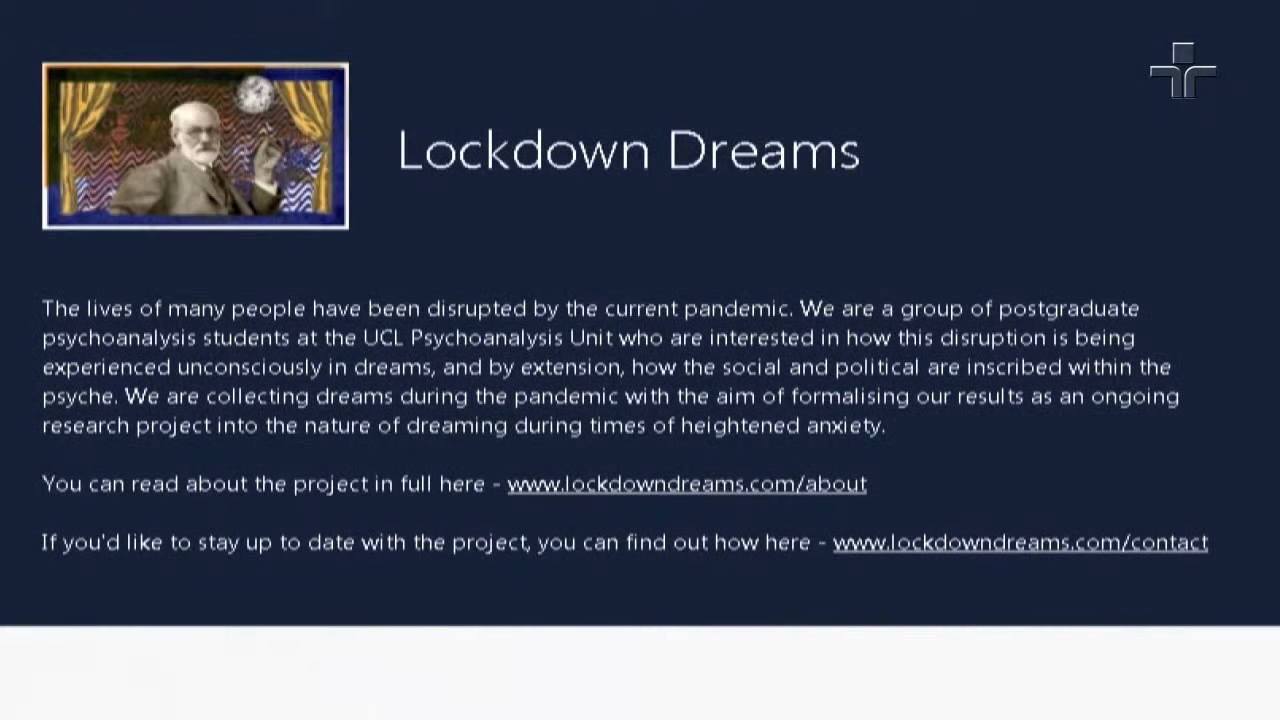 Lockdown Dreams
The lives of many people have been disrupted by the current pandemic. We are a group of postgraduate
psychoanalysis students at the UCL Psychoanalysis Unit who are interested in how this disruption is being
experienced unconsciously in dreams, and by extension, how the social and political are inscribed within the
psyche. We are collecting dreams during the pandemic with the aim of formalising our results as an ongoing
research project into the nature of dreaming during times of heightened anxiety.
You can read about the project in full here - www.lockdowndreams.com/about
If you'd like to stay up to date with the project, you can find out how here - www.lockdowndreams.com/contact